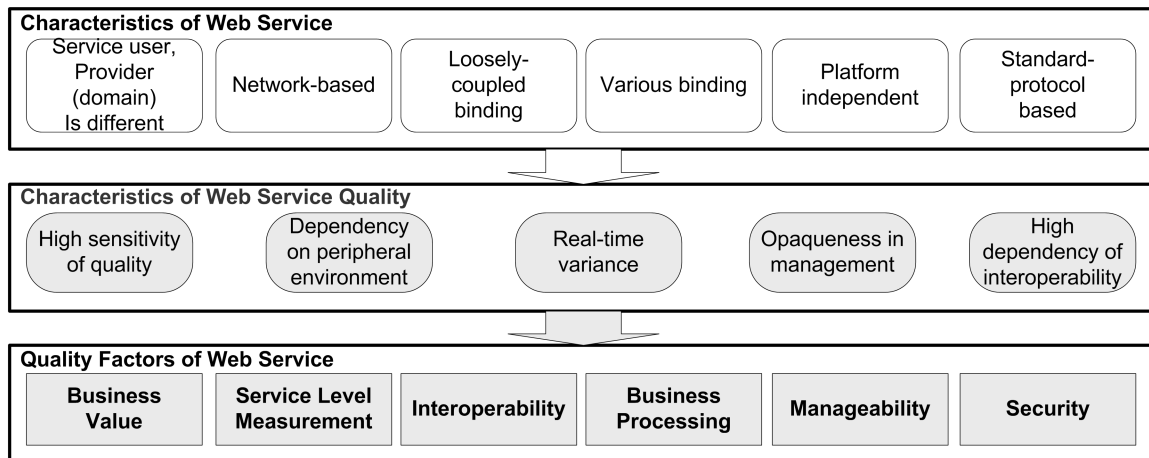 Characteristics of Web Service
Service user,
Provider
(domain)
Is different
Network-based
Loosely-
coupled
binding
Various binding
Platform
independent
Standard-
protocol
based
Characteristics of Web Service Quality
High sensitivity
of quality
Dependency
on peripheral
environment
Real-time
variance
Opaqueness in
management
High
dependency of
interoperability
Quality Factors of Web Service
Business
Value
Service Level
Measurement
Interoperability
Business
Processing
Manageability
Security